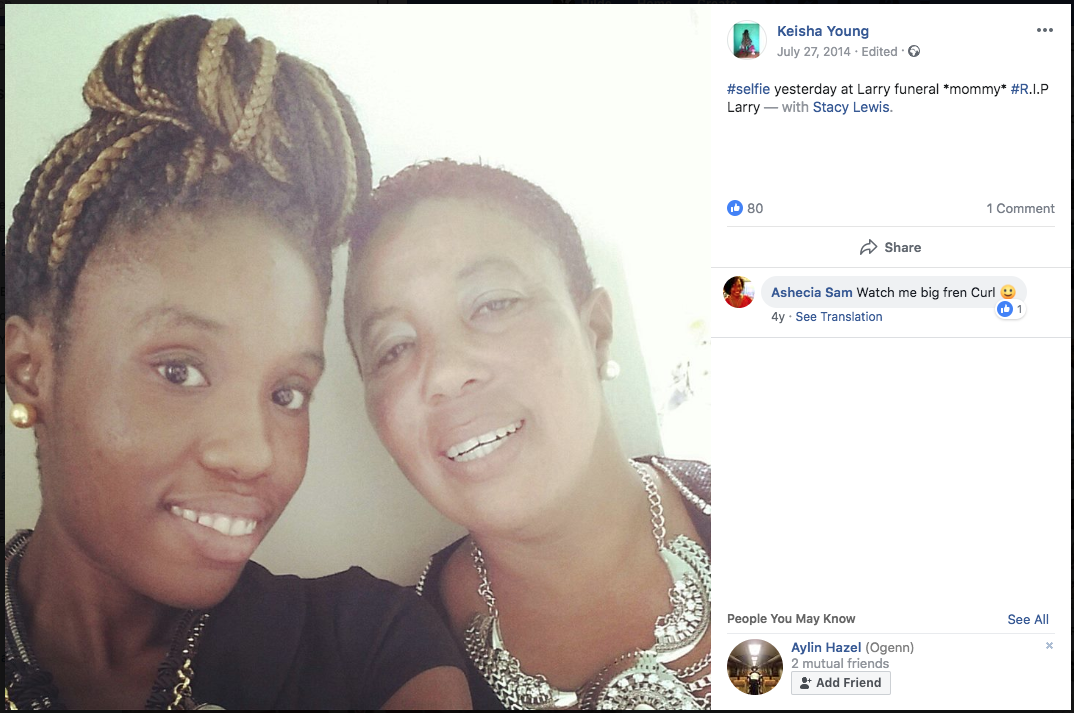 Keisha Young
July 27, 2014 · Edited ·
#selfie yesterday at Larry funeral *mommy* #R.I.P
Larry — with Stacy Lewis.
80
1 Comment
Share
Ashecia Sam Watch me big fren Curl 🙂
1
4y · See Translation
People You May Know
See All
Aylin Hazel (Ogenn)
2 mutual friends
Add Friend